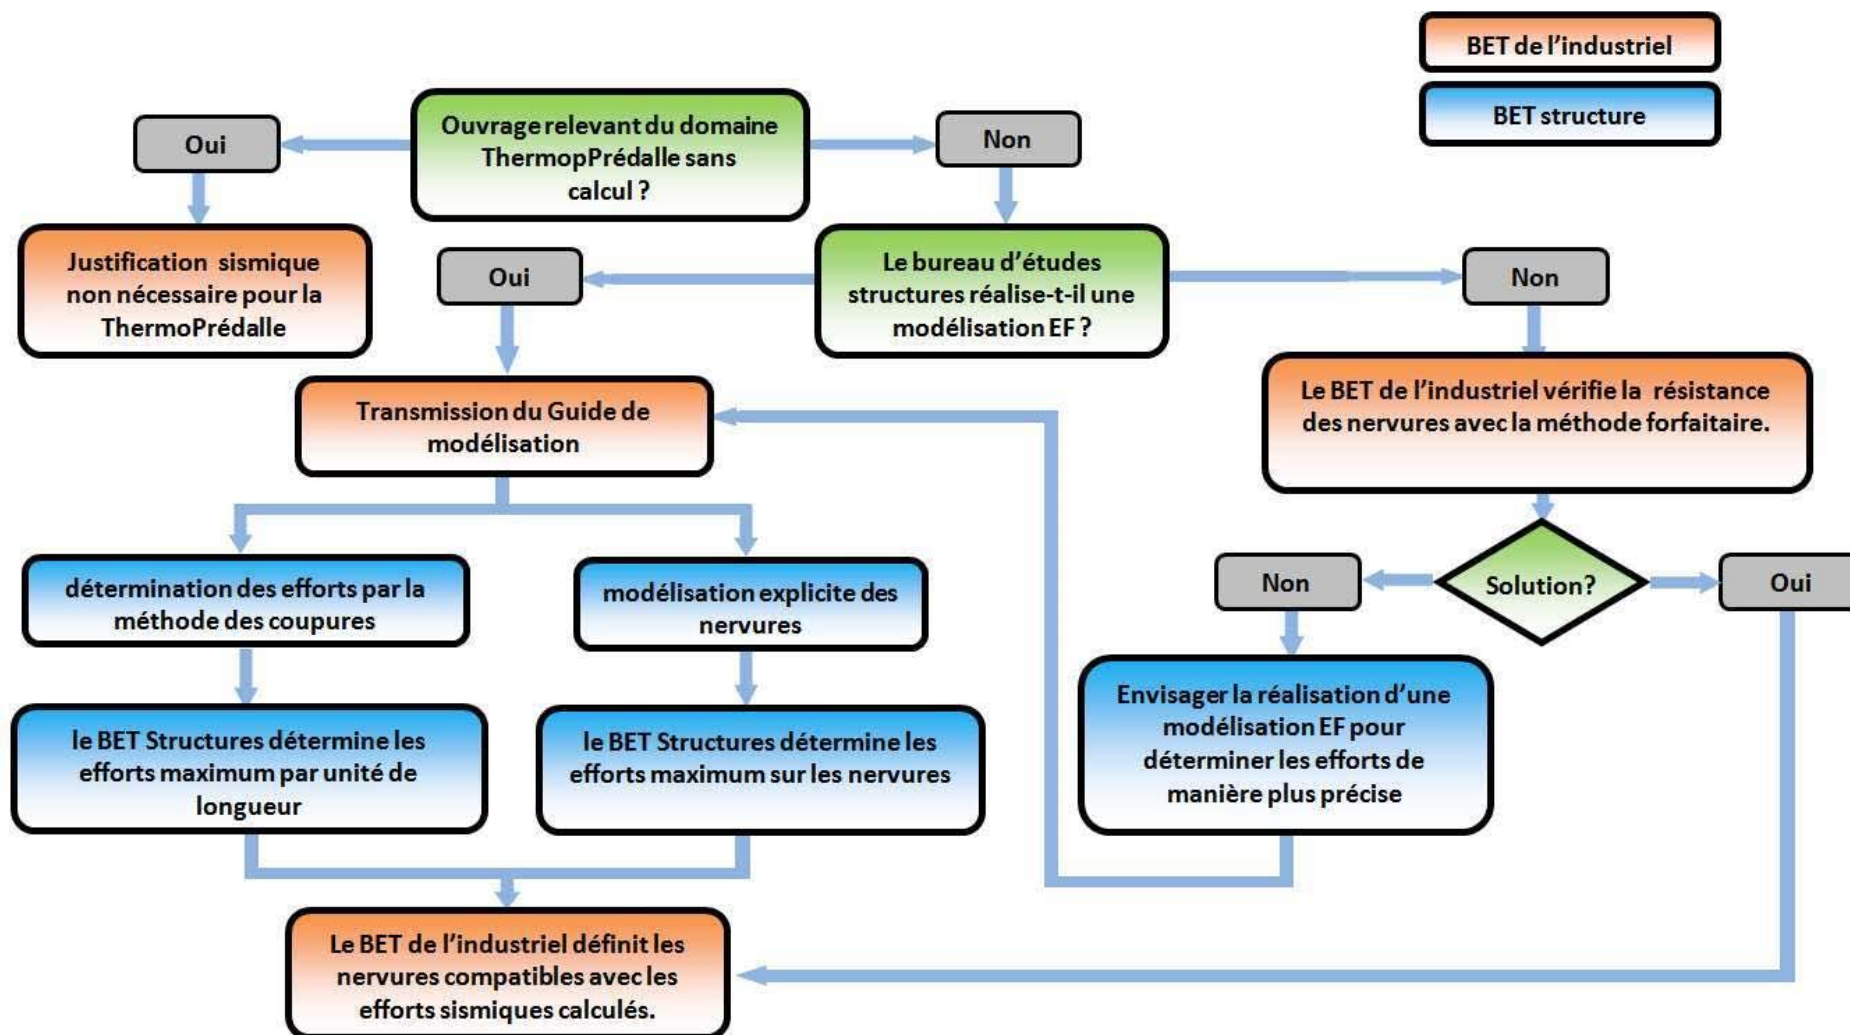 BET de l'industriel
BET structure
Ouvrage relevant du domaine
ThermopPrédalle sans
calcul ?
Oui
Non
Justification sismique
non nécessaire pour la
ThermoPrédalle
Oui
Le bureau d'études
structures réalise-t-il une
modélisation EF ?
Non
Transmission du Guide de
modélisation
Le BET de l'industriel vérifie la résistance
des nervures avec la méthode forfaitaire.
détermination des efforts par la
méthode des coupures
modélisation explicite des
nervures
Non
Solution?
Oui
le BET Structures détermine les
efforts maximum par unité de
longueur
le BET Structures détermine les
efforts maximum sur les nervures
Envisager la réalisation d'une
modélisation EF pour
déterminer les efforts de
manière plus précise
Le BET de l'industriel définit les
nervures compatibles avec les
efforts sismiques calculés.